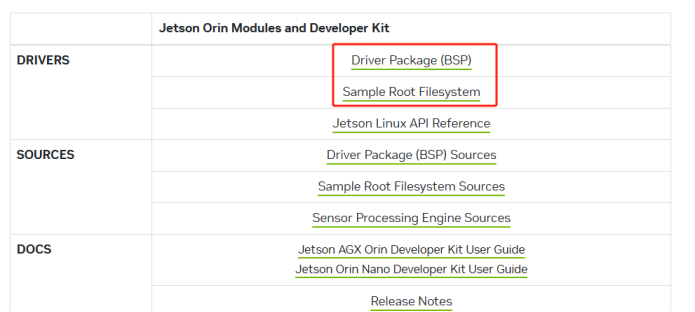 Jetson Orin Modules and Developer Kit
DRIVERS
Driver Package (BSP)
Sample Root Filesystem
Jetson Linux API Reference
SOURCES
Driver Package (BSP) Sources
Sample Root Filesystem Sources
Sensor Processing Engine Sources
DOCS
Jetson AGX Orin Developer Kit User Guide
Jetson Orin Nano Developer Kit User Guide
Release Notes